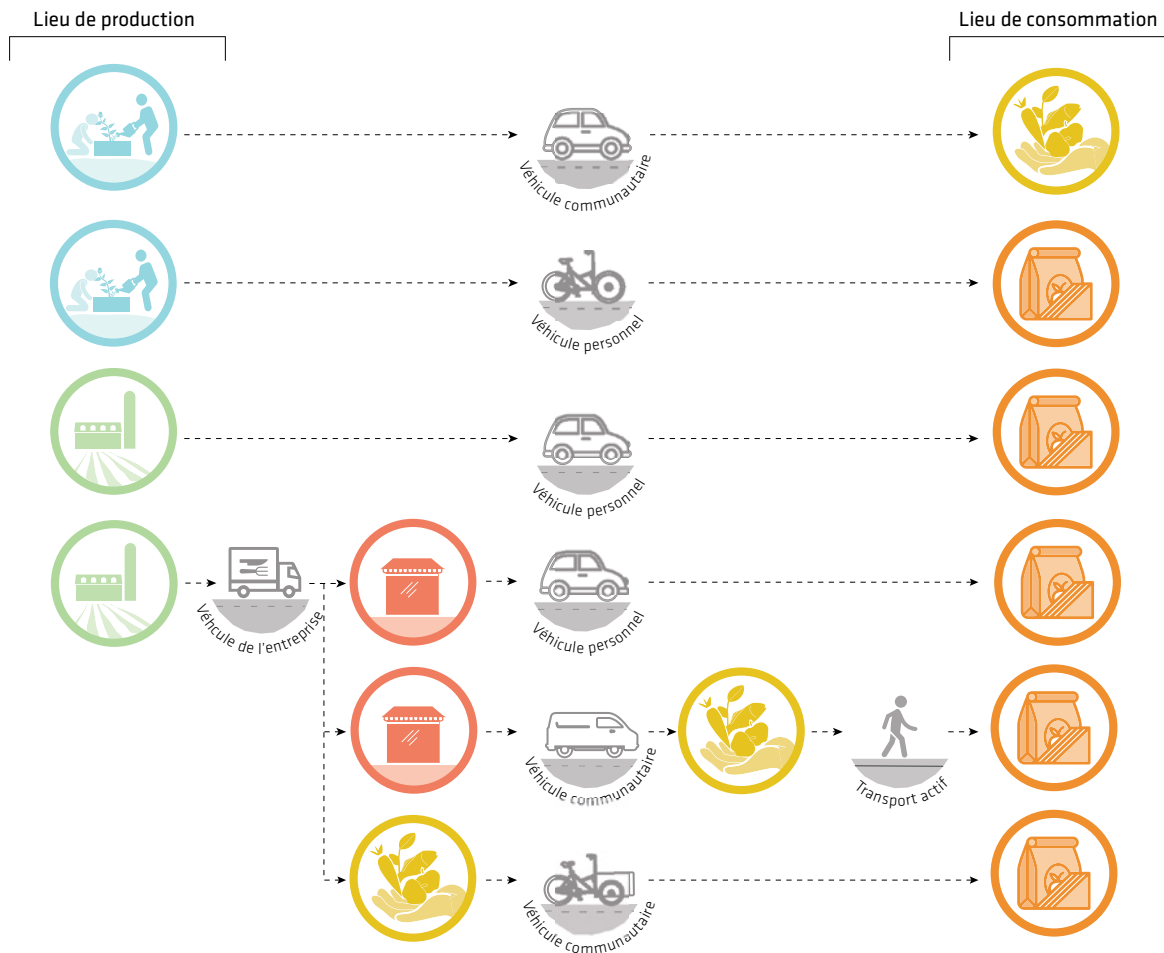 Lieu de production
Lieu de consommation
Véhicule communautaire
Véhicule personnel
Véhicule personnel
Véhcule de l'entreprise
Véhicule personnel
Véhicule communautaire
Transport actif
Véhicule communautaire